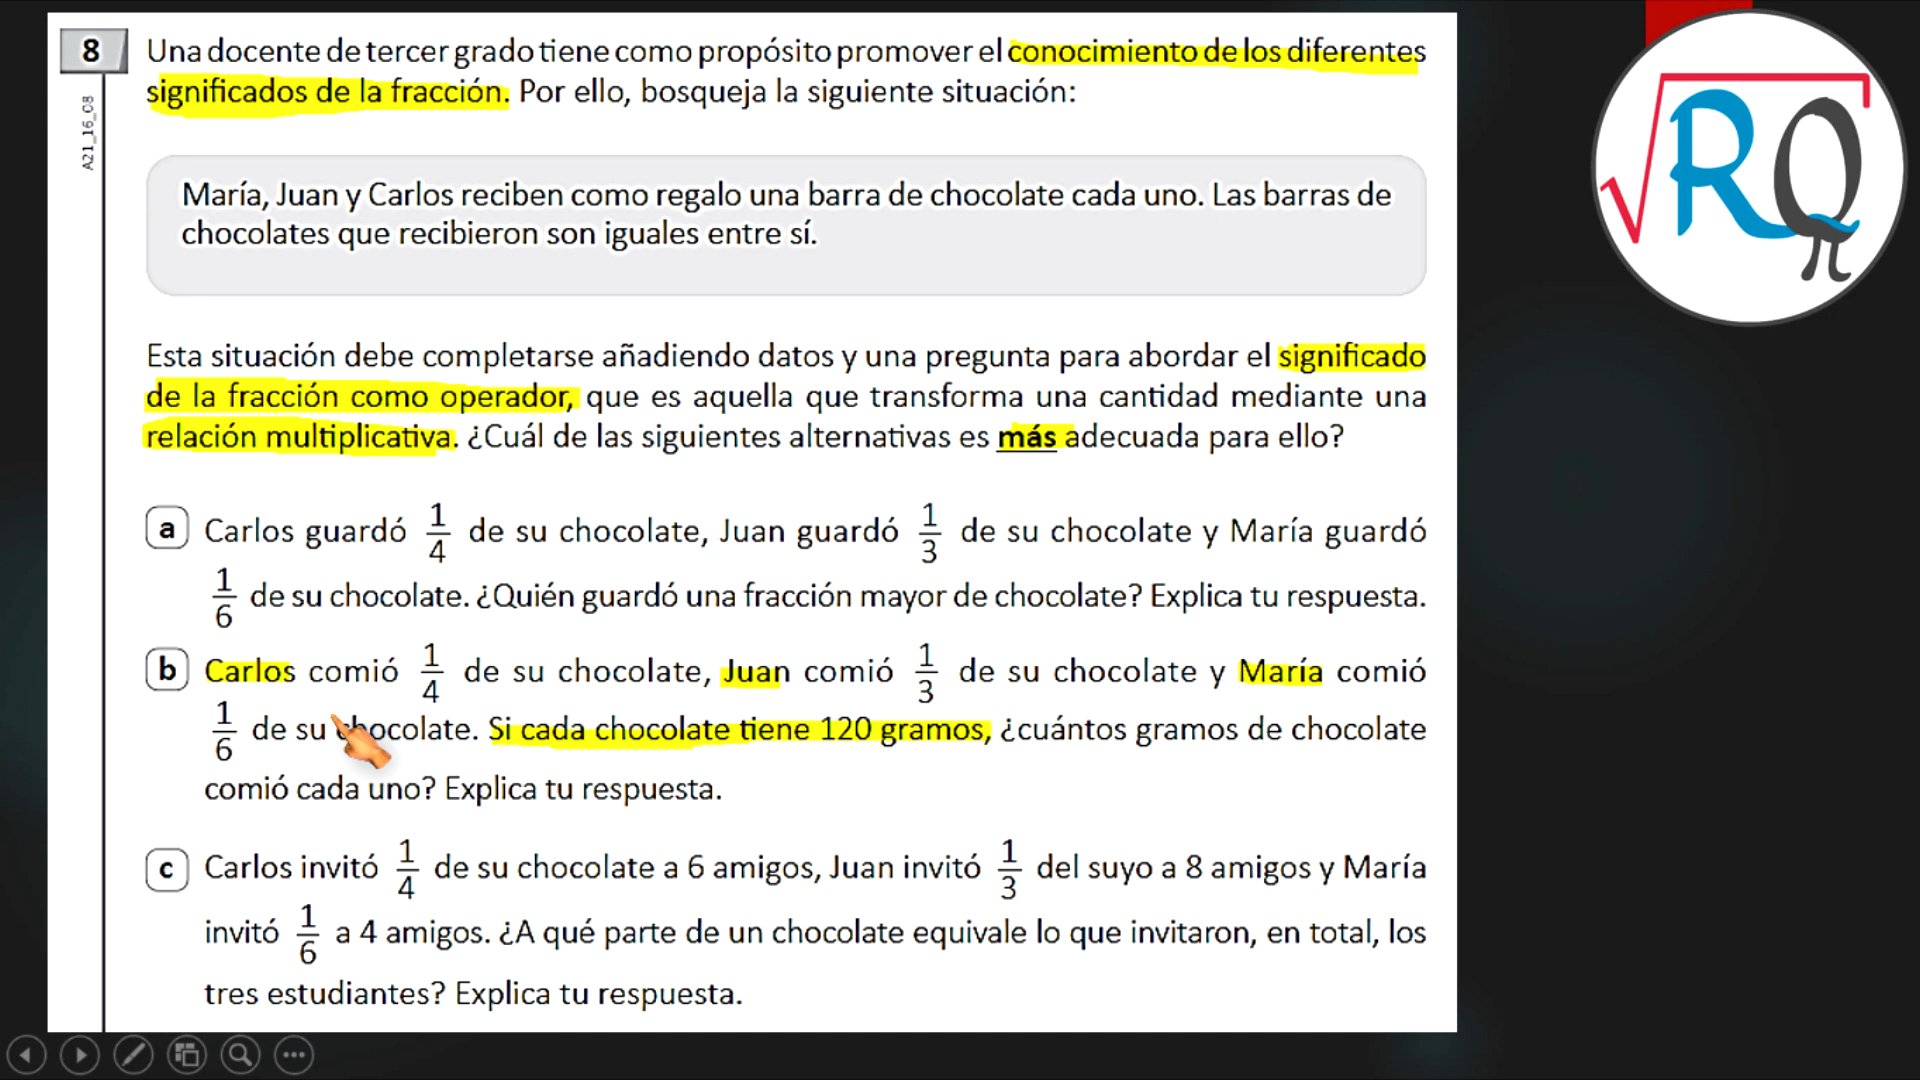 8
Una docente de tercer grado tiene como propósito promover el conocimiento de los diferentes
significados de la fracción. Por ello, bosqueja la siguiente situación:
A21_16_08
María, Juan y Carlos reciben como regalo una barra de chocolate cada uno. Las barras de
chocolates que recibieron son iguales entre sí.
Esta situación debe completarse añadiendo datos y una pregunta para abordar el significado
de la fracción como operador, que es aquella que transforma una cantidad mediante una
relación multiplicativa. ¿Cuál de las siguientes alternativas es más adecuada para ello?
a Carlos guardó 1/4 de su chocolate, Juan guardó 1/3 de su chocolate y María guardó
1/6 de su chocolate. ¿Quién guardó una fracción mayor de chocolate? Explica tu respuesta.
b Carlos comió 1/4 de su chocolate, Juan comió 1/3 de su chocolate y María comió
1/6 de su chocolate. Si cada chocolate tiene 120 gramos, ¿cuántos gramos de chocolate
comió cada uno? Explica tu respuesta.
c Carlos invitó 1/4 de su chocolate a 6 amigos, Juan invitó 1/3 del suyo a 8 amigos y María
invitó 1/6 a 4 amigos. ¿A qué parte de un chocolate equivale lo que invitaron, en total, los
tres estudiantes? Explica tu respuesta.
√RQπ